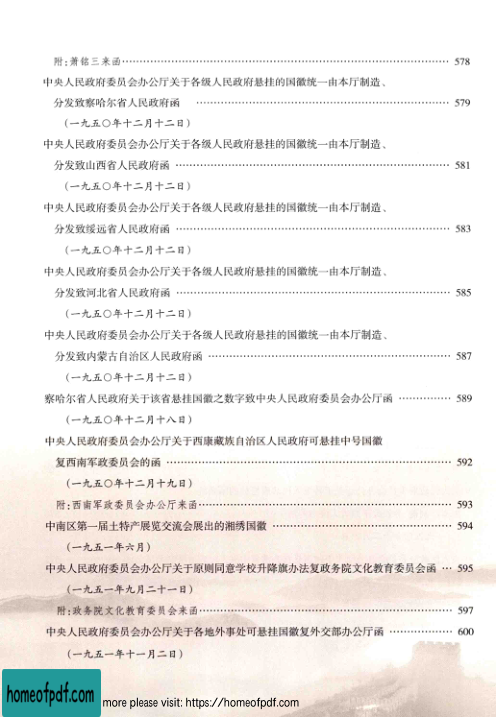 附:萧铭三来函……………………………………………………………… 578
中央人民政府委员会办公厅关于各级人民政府悬挂的国徽统一由本厅制造、
分发致察哈尔省人民政府函 ……………………………………………… 579
(一九五〇年十二月十二日)
中央人民政府委员会办公厅关于各级人民政府悬挂的国徽统一由本厅制造、
分发致山西省人民政府函 ………………………………………………… 581
(一九五〇年十二月十二日)
中央人民政府委员会办公厅关于各级人民政府悬挂的国徽统一由本厅制造、
分发致绥远省人民政府函 ………………………………………………… 583
(一九五〇年十二月十二日)
中央人民政府委员会办公厅关于各级人民政府悬挂的国徽统一由本厅制造、
分发致河北省人民政府函 ………………………………………………… 585
(一九五〇年十二月十二日)
中央人民政府委员会办公厅关于各级人民政府悬挂的国徽统一由本厅制造、
分发致内蒙古自治区人民政府函 ………………………………………… 587
(一九五〇年十二月十二日)
察哈尔省人民政府关于该省悬挂国徽之数字致中央人民政府委员会办公厅函 ………… 589
(一九五〇年十二月十八日)
中央人民政府委员会办公厅关于西康藏族自治区人民政府可悬挂中号国徽
复西南军政委员会的函 …………………………………………………… 592
(一九五〇年十二月十九日)
附:西南军政委员会办公厅来函…………………………………………… 593
中南区第一届土特产展览交流会展出的湘绣国徽 ……………………………… 594
(一九五一年六月)
中央人民政府委员会办公厅关于原则同意学校升降旗办法复政务院文化教育委员会函 … 595
(一九五一年九月二十一日)
附:政务院文化教育委员会来函…………………………………………… 597
中央人民政府委员会办公厅关于各地外事处可悬挂国徽复外交部办公厅函 ………… 600
(一九五一年十一月二日)
homeofpdf.com more please visit: https://homeofpdf.com